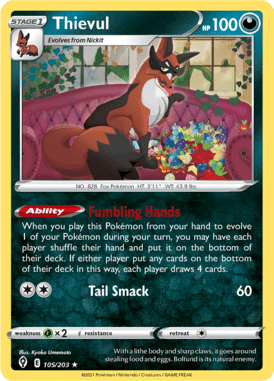 STAGE 1 Thievul HP 100
Evolves from Nickit
NO. 828 Fox Pokémon HT: 3'11" WT: 43.9 lbs.
Ability Fumbling Hands
When you play this Pokémon from your hand to evolve
1 of your Pokémon during your turn, you may have each
player shuffle their hand and put it on the bottom of
their deck. If either player put any cards on the bottom
of their deck in this way, each player draws 4 cards.
Tail Smack 60
weakness ×2 resistance retreat
Illus. Kyoko Umemoto
E 105/203 ★
With a lithe body and sharp claws, it goes around
stealing food and eggs. Boltund is its natural enemy.
©2021 Pokémon / Nintendo / Creatures / GAME FREAK